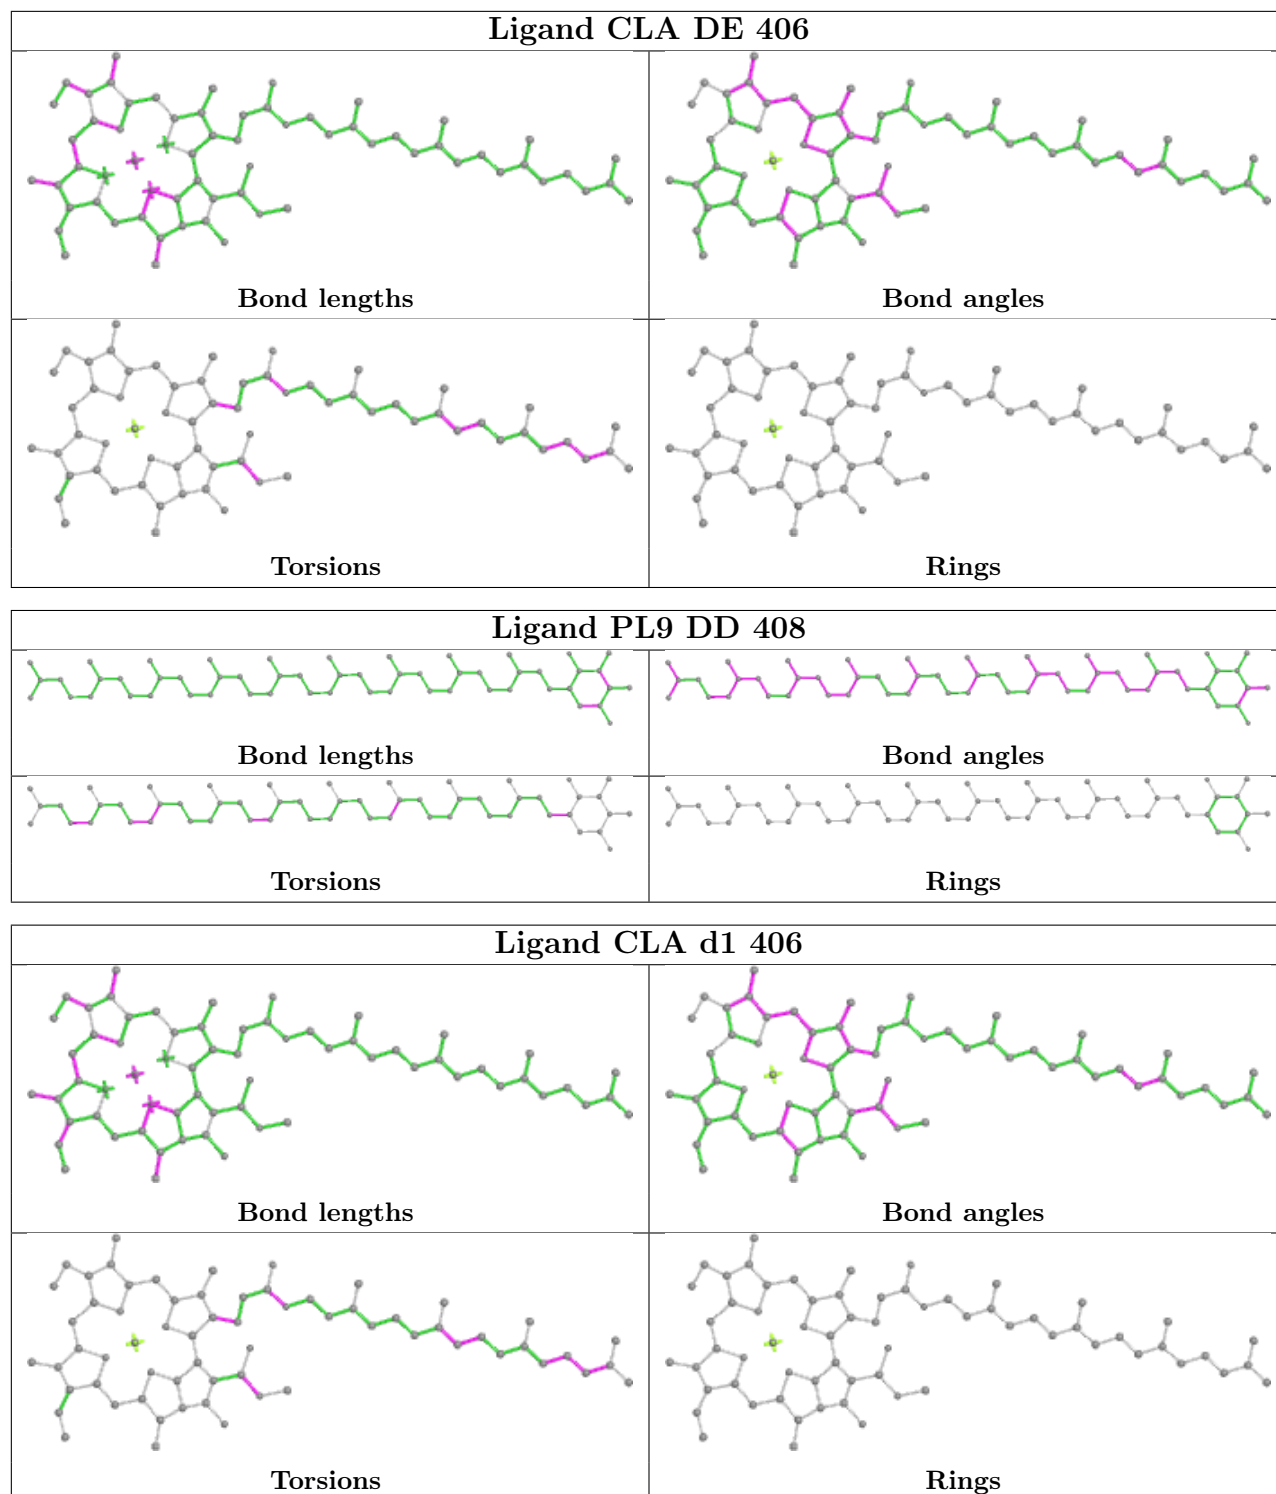 Ligand CLA DE 406
Bond lengths
Bond angles
Torsions
Rings
Ligand PL9 DD 408
Bond lengths
Bond angles
Torsions
Rings
Ligand CLA d1 406
Bond lengths
Bond angles
Torsions
Rings